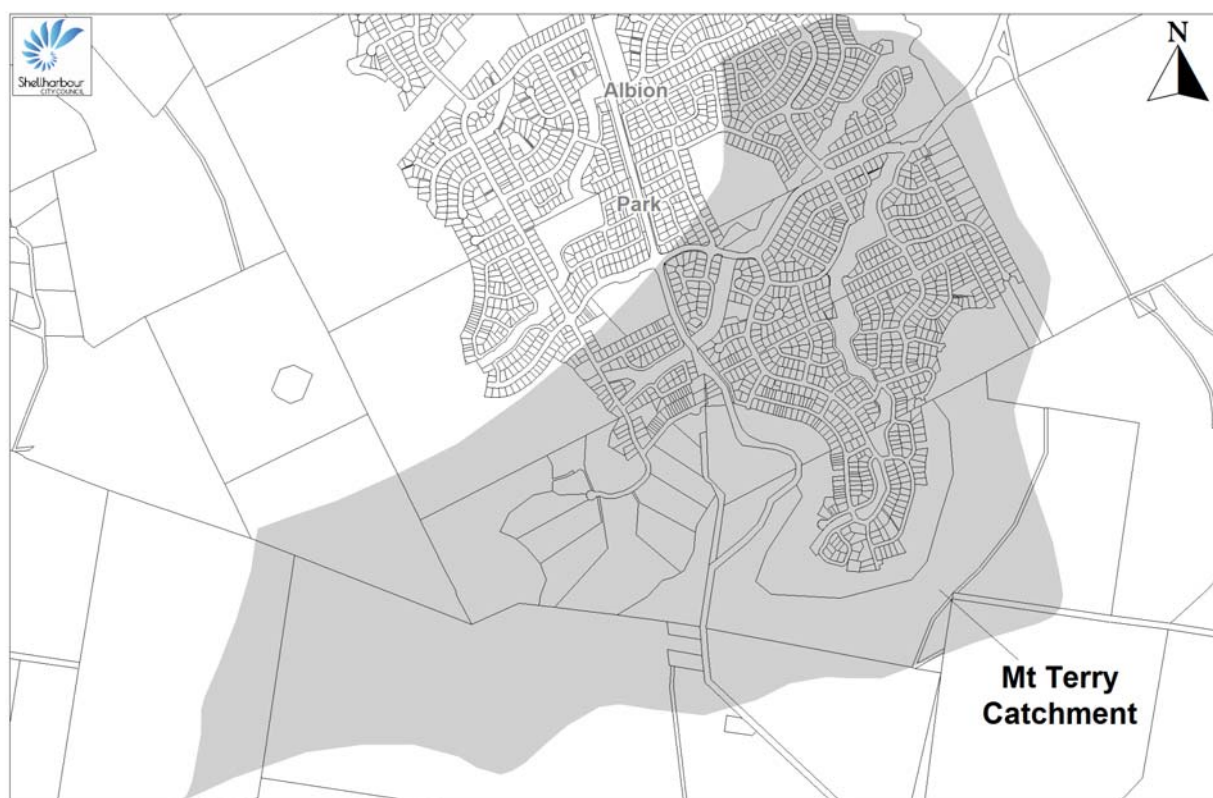 Shellharbour
CITY COUNCIL
N
Albion
Park
Mt Terry
Catchment